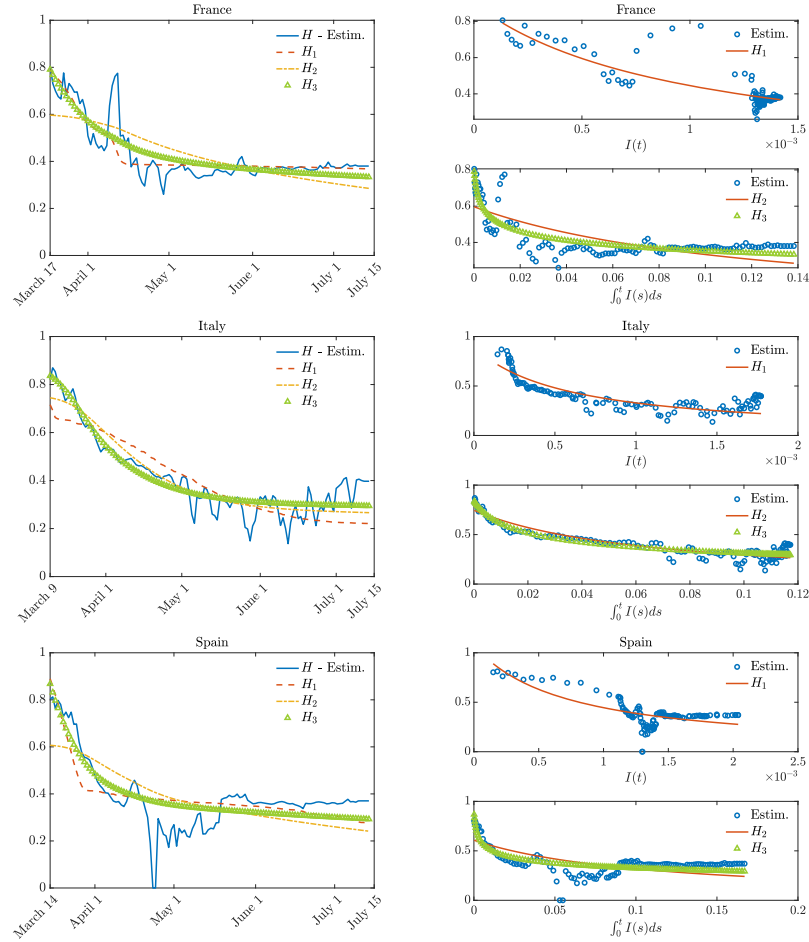 France
H - Estim.
H₁
H₂
H₃
1
0.8
0.6
0.4
0.2
0
March 17
April 1
May 1
June 1
July 1
July 15
France
Estim.
H₁
0.8
0.6
0.4
0
0.5
1
1.5
I(t)
×10⁻³
Estim.
H₂
H₃
0.8
0.6
0.4
0
0.02
0.04
0.06
0.08
0.1
0.12
0.14
∫₀ᵗ I(s)ds
Italy
H - Estim.
H₁
H₂
H₃
1
0.8
0.6
0.4
0.2
0
March 9
April 1
May 1
June 1
July 1
July 15
Italy
Estim.
H₁
1
0.5
0
0
0.5
1
1.5
2
I(t)
×10⁻³
Estim.
H₂
H₃
1
0.5
0
0
0.02
0.04
0.06
0.08
0.1
0.12
∫₀ᵗ I(s)ds
Spain
H - Estim.
H₁
H₂
H₃
1
0.8
0.6
0.4
0.2
0
March 14
April 1
May 1
June 1
July 1
July 15
Spain
Estim.
H₁
1
0.5
0
0
0.5
1
1.5
2
2.5
I(t)
×10⁻³
Estim.
H₂
H₃
1
0.5
0
0
0.05
0.1
0.15
0.2
∫₀ᵗ I(s)ds